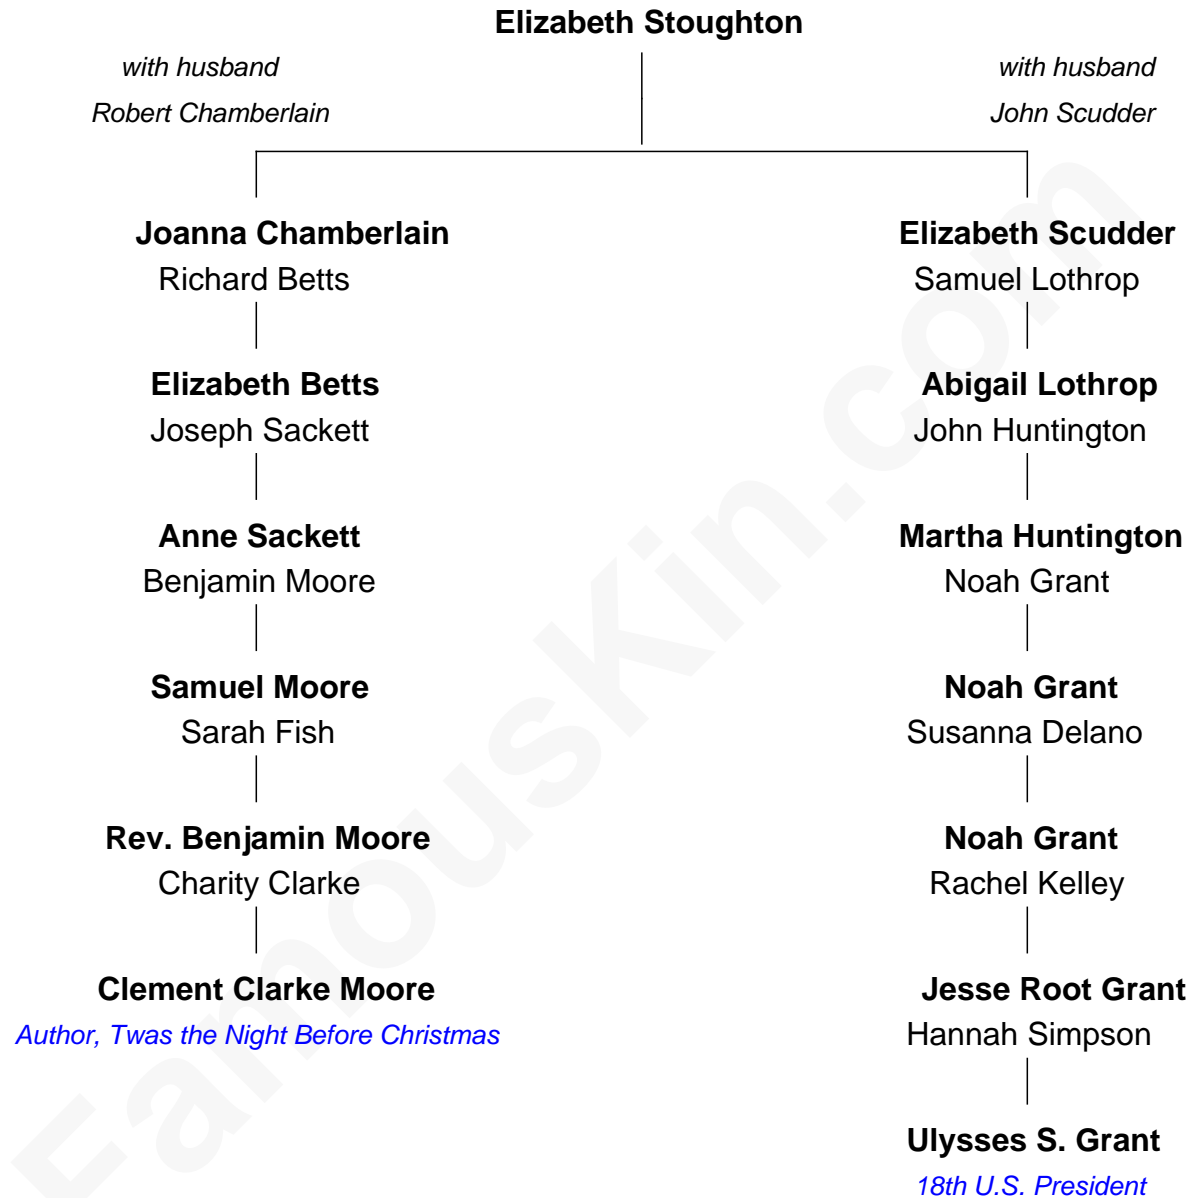 Elizabeth Stoughton
with husband
Robert Chamberlain
with husband
John Scudder
Joanna Chamberlain
Richard Betts
Elizabeth Betts
Joseph Sackett
Anne Sackett
Benjamin Moore
Samuel Moore
Sarah Fish
Rev. Benjamin Moore
Charity Clarke
Clement Clarke Moore
Author, Twas the Night Before Christmas
Elizabeth Scudder
Samuel Lothrop
Abigail Lothrop
John Huntington
Martha Huntington
Noah Grant
Noah Grant
Susanna Delano
Noah Grant
Rachel Kelley
Jesse Root Grant
Hannah Simpson
Ulysses S. Grant
18th U.S. President
FamousKin.com